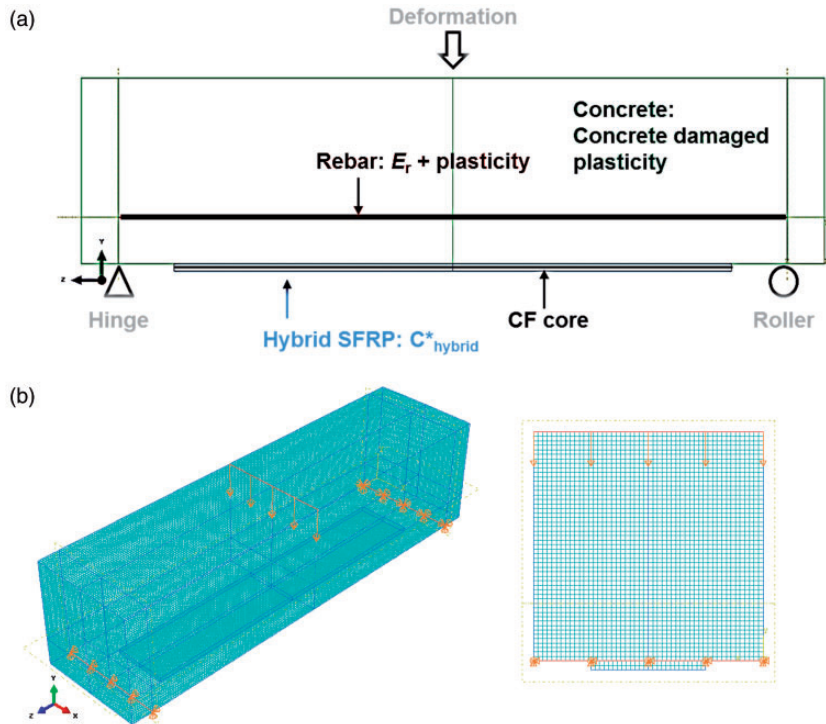 (a)
Deformation
Concrete:
Concrete damaged
plasticity
Rebar: Er + plasticity
Y
Z
Hinge
Hybrid SFRP: C*hybrid
CF core
Roller
(b)
Y
Z
X